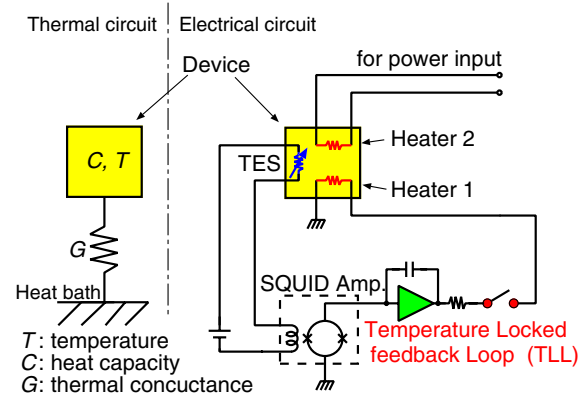 Thermal circuit
Electrical circuit
for power input
Device
C, T
TES
Heater 2
Heater 1
G
Heat bath
SQUID Amp.
Temperature Locked
feedback Loop (TLL)
T : temperature
C: heat capacity
G: thermal concuctance